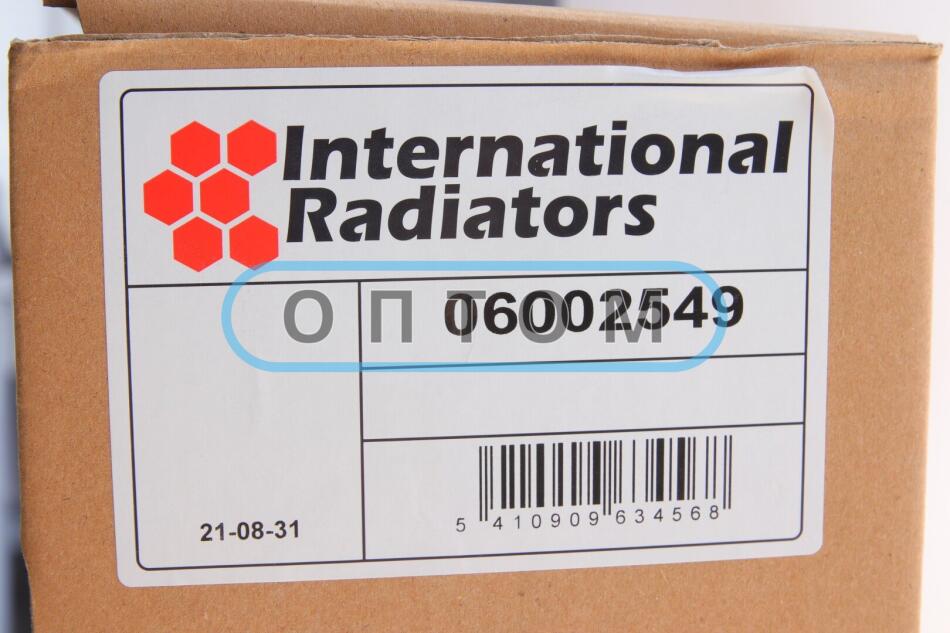 International
Radiators
06002549
ОПТОМ
21-08-31
5 410909 634568